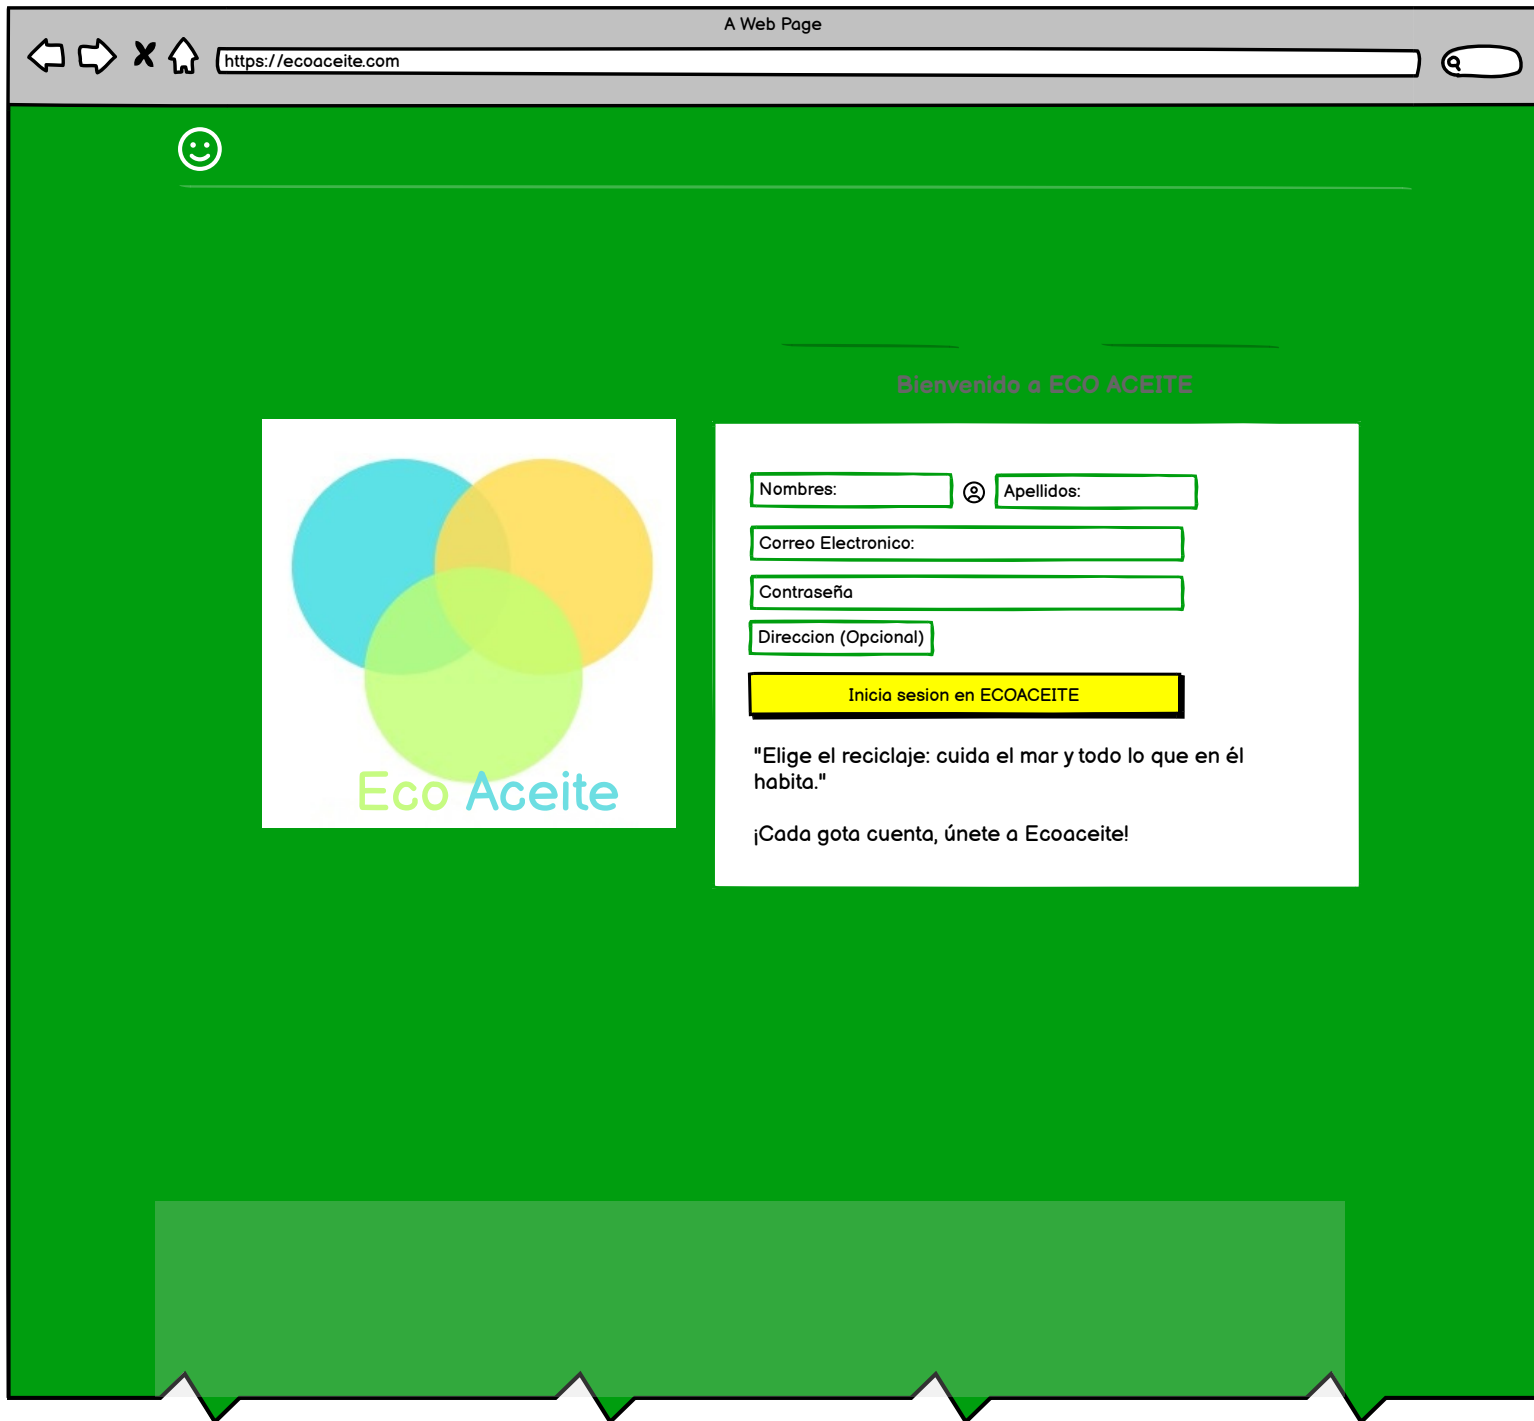 A Web Page
https://ecoaceite.com
Bienvenido a ECO ACEITE
Nombres:
Apellidos:
Correo Electronico:
Contraseña
Direccion (Opcional)
Inicia sesion en ECOACEITE
"Elige el reciclaje: cuida el mar y todo lo que en él
habita."
¡Cada gota cuenta, únete a Ecoaceite!
Eco Aceite